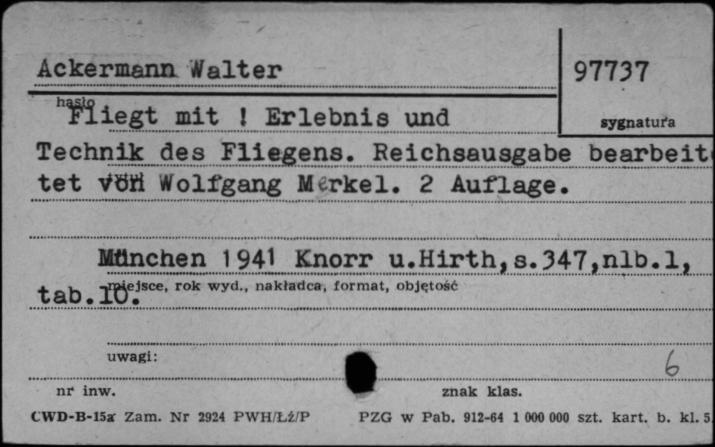 Ackermann Walter
97737
hasło
sygnatura
Fliegt mit ! Erlebnis und
Technik des Fliegens. Reichsausgabe bearbeit
tet von Wolfgang Merkel. 2 Auflage.
München 1941 Knorr u.Hirth,s.347,nlb.1,
miejsce, rok wyd., nakładca, format, objętość
tab.10.
uwagi:
6
nr inw.
znak klas.
CWD-B-15a Zam. Nr 2924 PWH/Łź/P PZG w Pab. 912-64 1 000 000 szt. kart. b. kl. 5